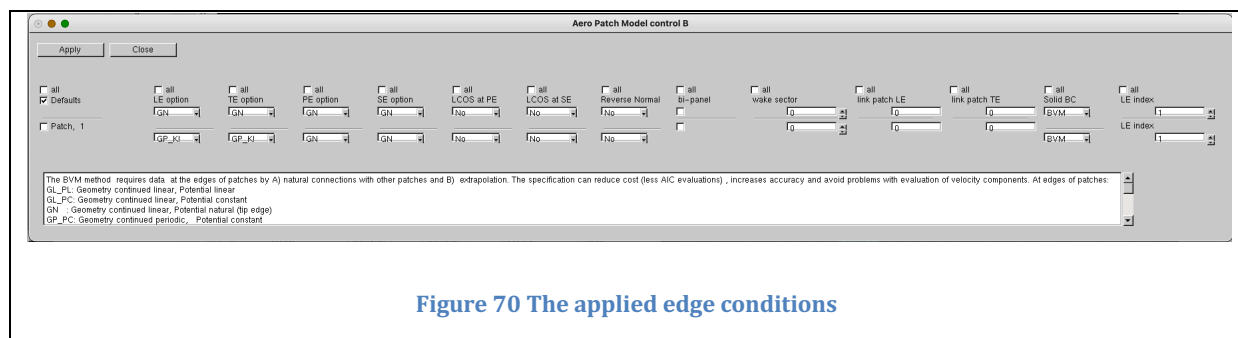 Aero Patch Model control B
Apply Close
all all all all all all all all all all all all all all
Defaults LE option TE option PE option SE option LCOS at PE LCOS at SE Reverse Normal bi-panel wake sector link patch LE link patch TE Solid BC LE index
GN GN GN GN No No No 0 0 0 BVM 1
Patch, 1 LE index
GP_KI GP_KI GN GN No No No 0 0 0 BVM 1
The BVM method requires data at the edges of patches by A) natural connections with other patches and B) extrapolation. The specification can reduce cost (less AIC evaluations) , increases accuracy and avoid problems with evaluation of velocity components. At edges of patches:
GL_PL: Geometry continued linear, Potential linear
GL_PC: Geometry continued linear, Potential constant
GN : Geometry continued linear, Potential natural (tip edge)
GP_PC: Geometry continued periodic, Potential constant
Figure 70 The applied edge conditions